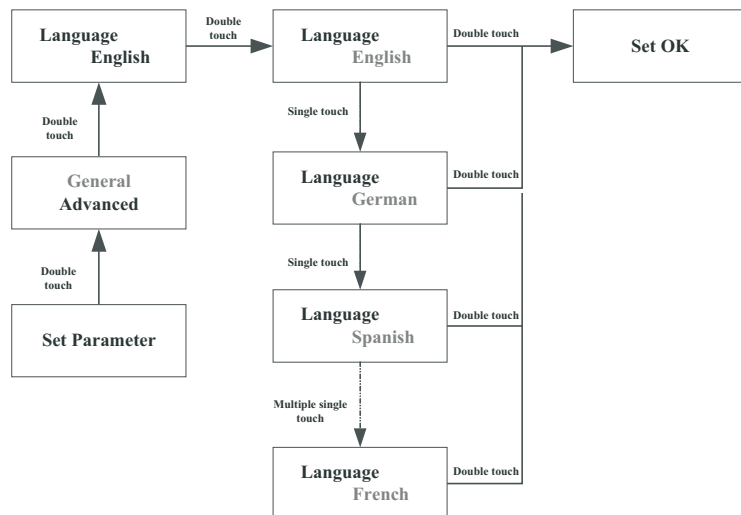 Language
English
Double
touch
Language
English
Double touch
Set OK
Double
touch
Single touch
General
Advanced
Language
German
Double touch
Double
touch
Single touch
Set Parameter
Language
Spanish
Double touch
Multiple single
touch
Language
French
Double touch